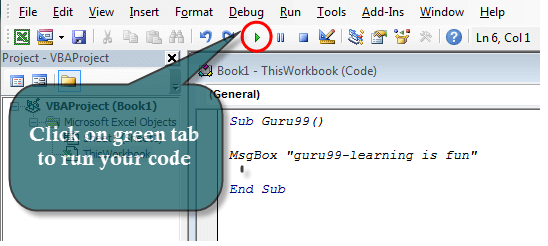 File Edit View Insert Format Debug Run Tools Add-Ins Window Help
Ln 6, Col 1
Project - VBAProject
Book1 - ThisWorkbook (Code)
(General)
VBAProject (Book1)
Microsoft Excel Objects
ThisWorkbook
Click on green tab
to run your code
Sub Guru99()
MsgBox "guru99-learning is fun"
End Sub